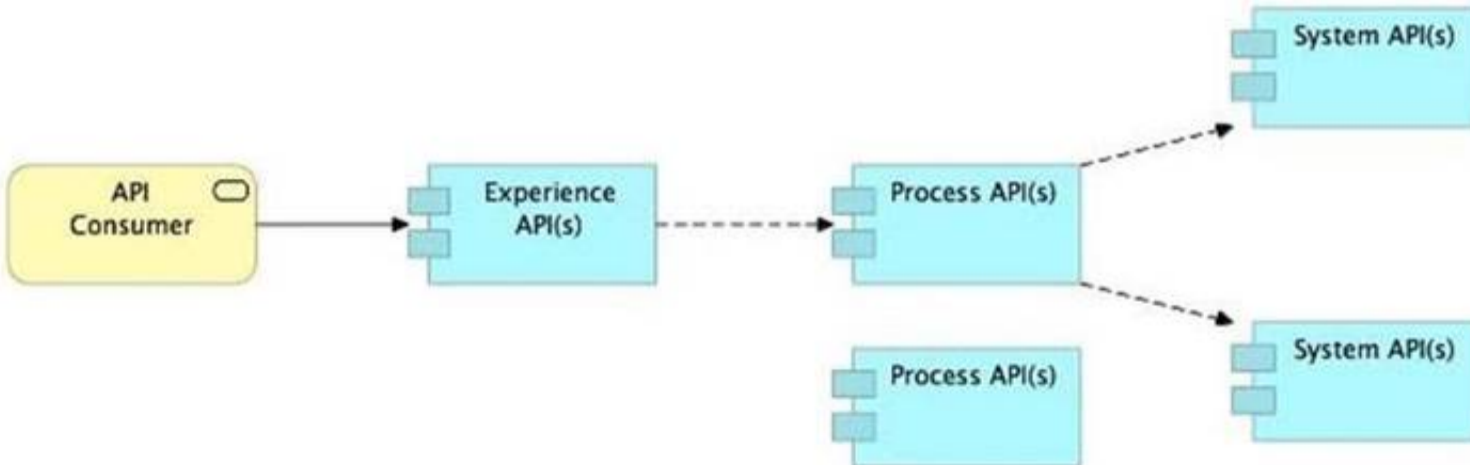 System API(s)
API
Consumer
Experience
API(s)
Process API(s)
System API(s)
Process API(s)